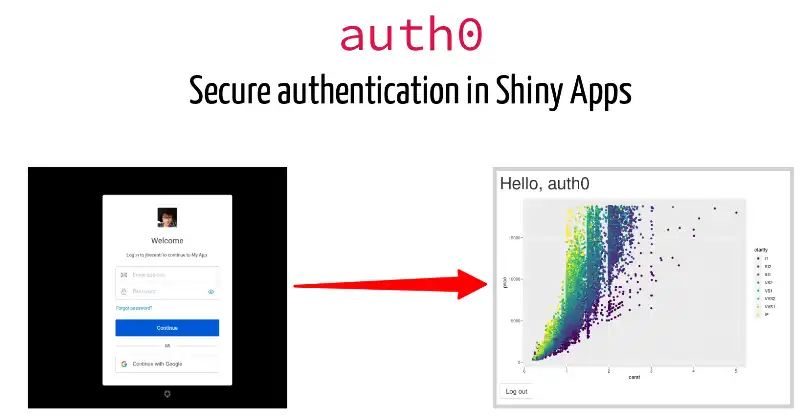 auth0
Secure authentication in Shiny Apps
Welcome
Log in to jtleoratti to continue to My App
Email address
Password
Forgot password?
Continue
OR
Continue with Google
Hello, auth0
price
15000
10000
5000
0
0 1 2 3 4 5
carat
clarity
I1
SI2
SI1
VS2
VS1
VVS2
VVS1
IF
Log out